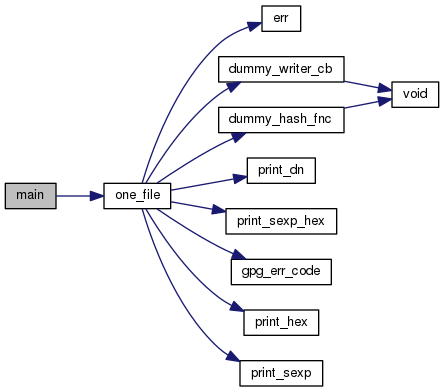 err
dummy_writer_cb
void
dummy_hash_fnc
print_dn
main
one_file
print_sexp_hex
gpg_err_code
print_hex
print_sexp